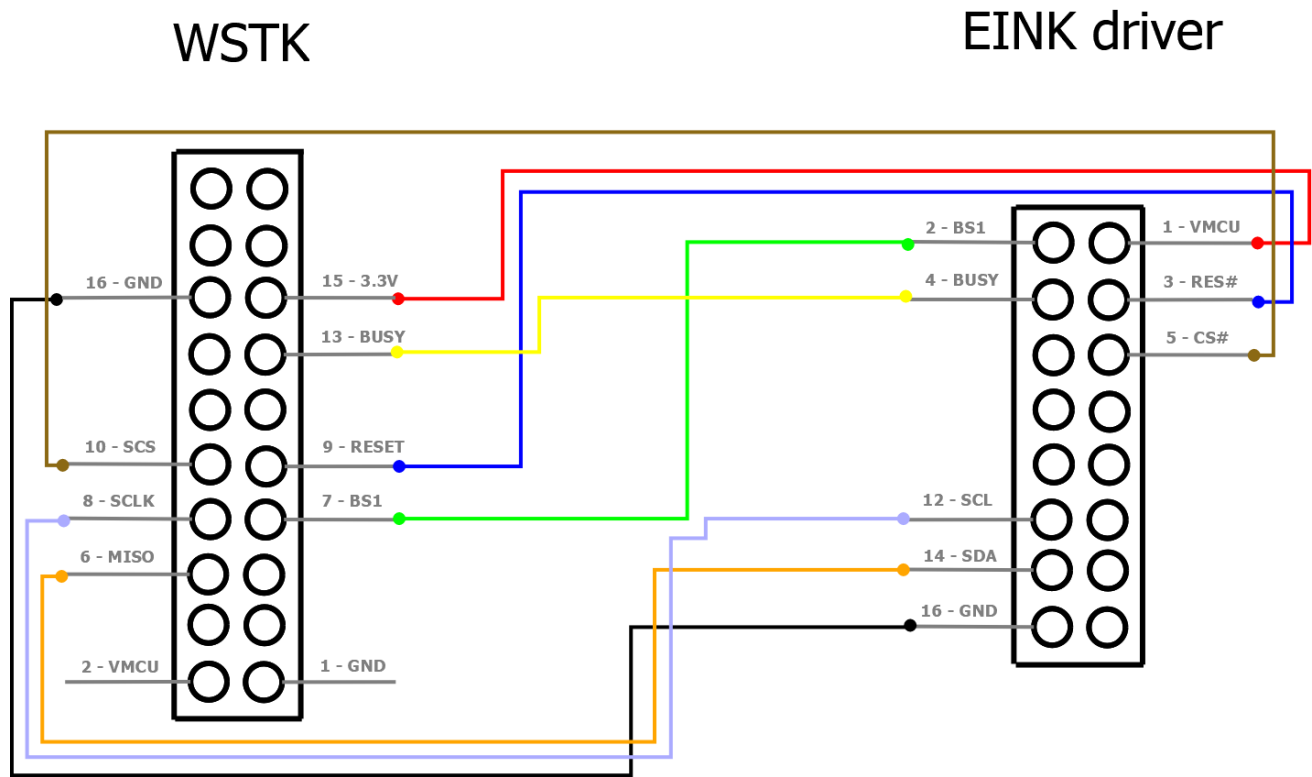 WSTK
EINK driver
16 - GND
15 - 3.3V
13 - BUSY
10 - SCS
9 - RESET
8 - SCLK
7 - BS1
6 - MISO
2 - VMCU
1 - GND
2 - BS1
1 - VMCU
4 - BUSY
3 - RES#
5 - CS#
12 - SCL
14 - SDA
16 - GND